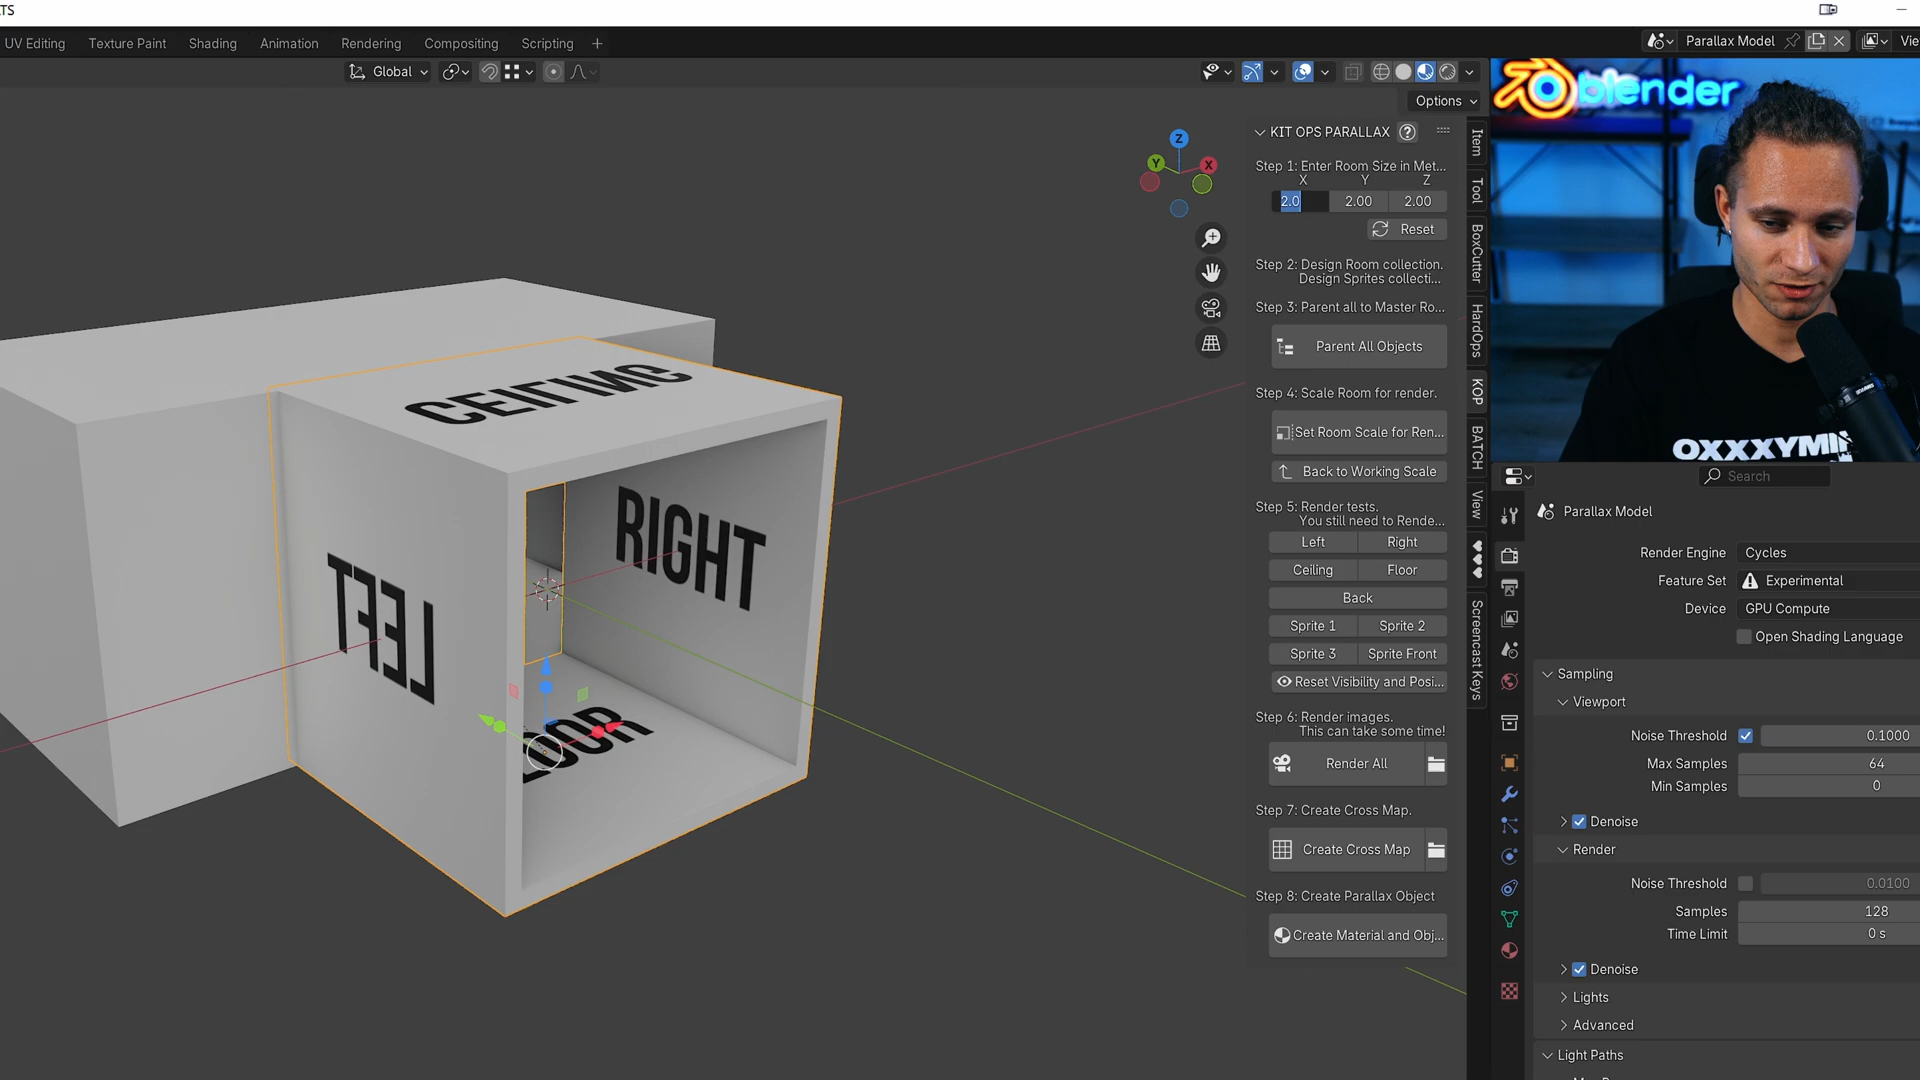 TS
UV Editing
Texture Paint
Shading
Animation
Rendering
Compositing
Scripting
+
Parallax Model
Vie
Global
Options
KIT OPS PARALLAX
?
Step 1: Enter Room Size in Met...
X Y Z
2.0 2.00 2.00
Reset
Step 2: Design Room collection.
Design Sprites collecti...
Step 3: Parent all to Master Ro...
Parent All Objects
Step 4: Scale Room for render.
Set Room Scale for Ren...
Back to Working Scale
Step 5: Render tests.
You still need to Rende...
Left Right
Ceiling Floor
Back
Sprite 1 Sprite 2
Sprite 3 Sprite Front
Reset Visibility and Posi...
Step 6: Render images.
This can take some time!
Render All
Step 7: Create Cross Map.
Create Cross Map
Step 8: Create Parallax Object
Create Material and Obj...
Item
Tool
BoxCutter
HardOps
KOP
BATCH
View
Screencast Keys
Z
Y
X
CEILING
RIGHT
LEFT
LOOR
blender
OXXXYMI
Search
Parallax Model
Render Engine Cycles
Feature Set Experimental
Device GPU Compute
Open Shading Language
Sampling
Viewport
Noise Threshold 0.1000
Max Samples 64
Min Samples 0
Denoise
Render
Noise Threshold 0.0100
Samples 128
Time Limit 0 s
Denoise
Lights
Advanced
Light Paths